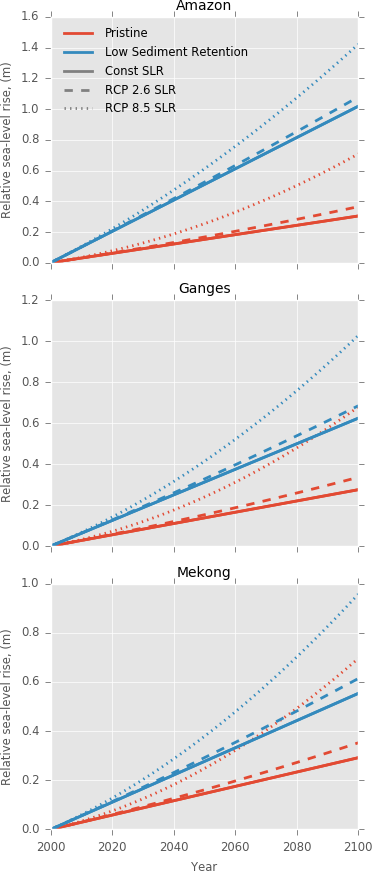 Amazon
1.6
1.4
1.2
1.0
0.8
0.6
0.4
0.2
0.0
Relative sea-level rise, (m)
Pristine
Low Sediment Retention
Const SLR
RCP 2.6 SLR
RCP 8.5 SLR
Ganges
1.2
1.0
0.8
0.6
0.4
0.2
0.0
Relative sea-level rise, (m)
Mekong
1.0
0.8
0.6
0.4
0.2
0.0
Relative sea-level rise, (m)
2000 2020 2040 2060 2080 2100
Year